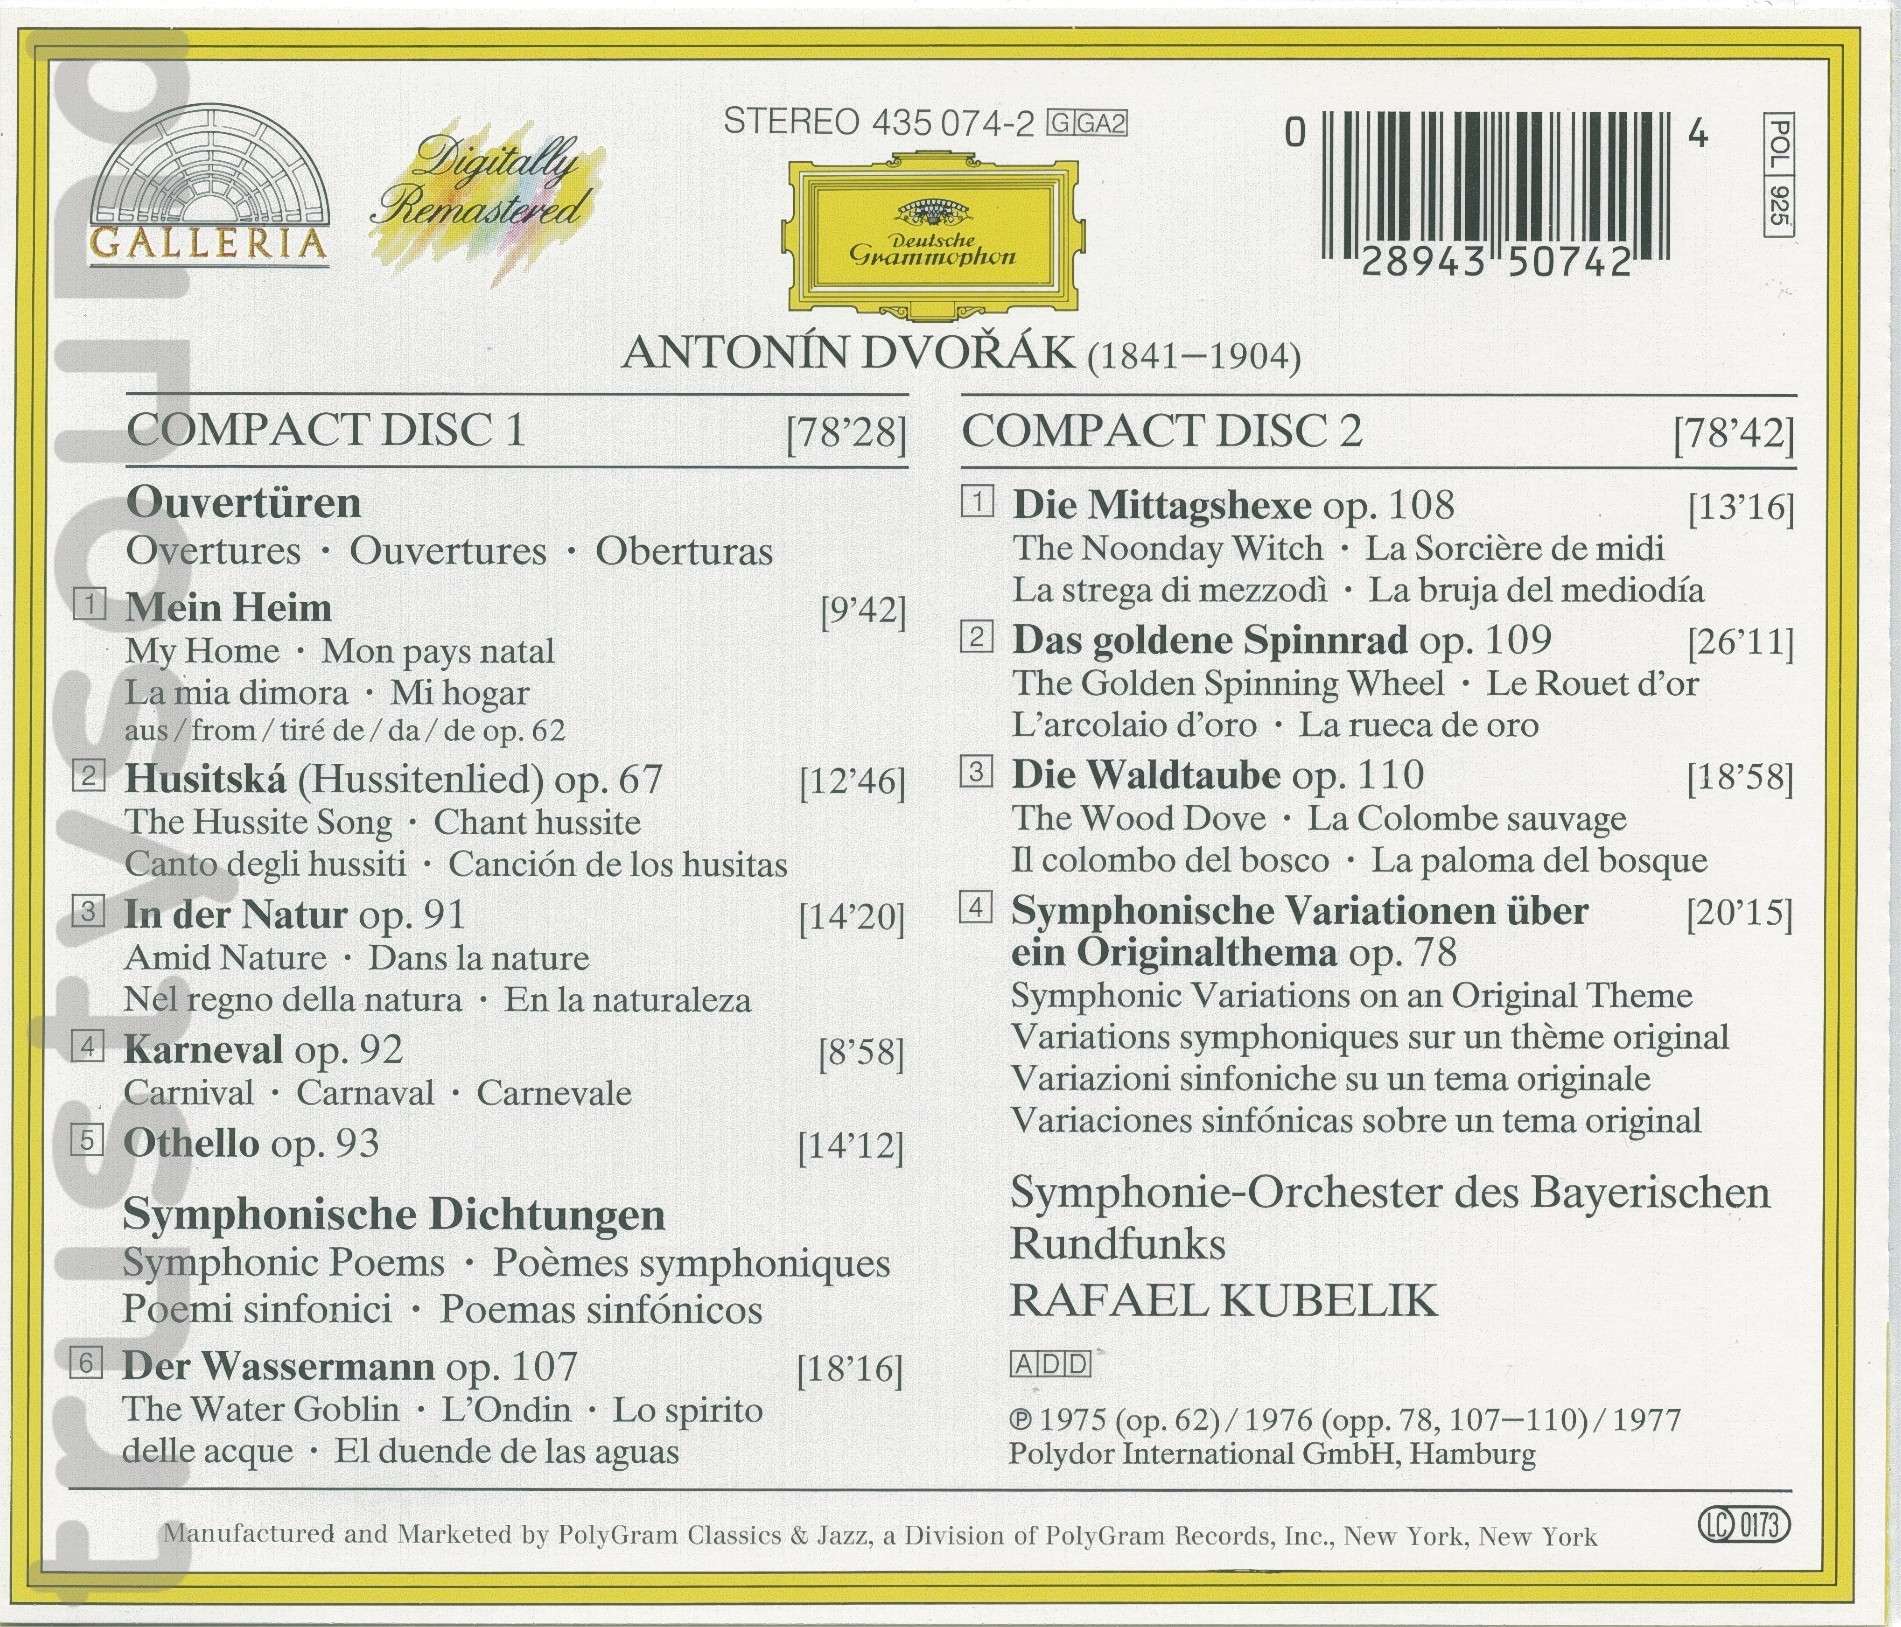 trustysound
GALLERIA
Digitally
Remastered
STEREO 435 074-2 G GA2
Deutsche
Grammophon
0 28943 50742 4
POL 925
ANTONÍN DVOŘÁK (1841–1904)
COMPACT DISC 1 [78’28]
Ouvertüren
Overtures · Ouvertures · Oberturas
1 Mein Heim [9’42]
My Home · Mon pays natal
La mia dimora · Mi hogar
aus / from / tiré de / da / de op. 62
2 Husitská (Hussitenlied) op. 67 [12’46]
The Hussite Song · Chant hussite
Canto degli hussiti · Canción de los husitas
3 In der Natur op. 91 [14’20]
Amid Nature · Dans la nature
Nel regno della natura · En la naturaleza
4 Karneval op. 92 [8’58]
Carnival · Carnaval · Carnevale
5 Othello op. 93 [14’12]
Symphonische Dichtungen
Symphonic Poems · Poèmes symphoniques
Poemi sinfonici · Poemas sinfónicos
6 Der Wassermann op. 107 [18’16]
The Water Goblin · L’Ondin · Lo spirito
delle acque · El duende de las aguas
COMPACT DISC 2 [78’42]
1 Die Mittagshexe op. 108 [13’16]
The Noonday Witch · La Sorcière de midi
La strega di mezzodì · La bruja del mediodía
2 Das goldene Spinnrad op. 109 [26’11]
The Golden Spinning Wheel · Le Rouet d’or
L’arcolaio d’oro · La rueca de oro
3 Die Waldtaube op. 110 [18’58]
The Wood Dove · La Colombe sauvage
Il colombo del bosco · La paloma del bosque
4 Symphonische Variationen über [20’15]
ein Originalthema op. 78
Symphonic Variations on an Original Theme
Variations symphoniques sur un thème original
Variazioni sinfoniche su un tema originale
Variaciones sinfónicas sobre un tema original
Symphonie-Orchester des Bayerischen
Rundfunks
RAFAEL KUBELIK
ADD
℗ 1975 (op. 62) / 1976 (opp. 78, 107–110) / 1977
Polydor International GmbH, Hamburg
Manufactured and Marketed by PolyGram Classics & Jazz, a Division of PolyGram Records, Inc., New York, New York
LC 0173